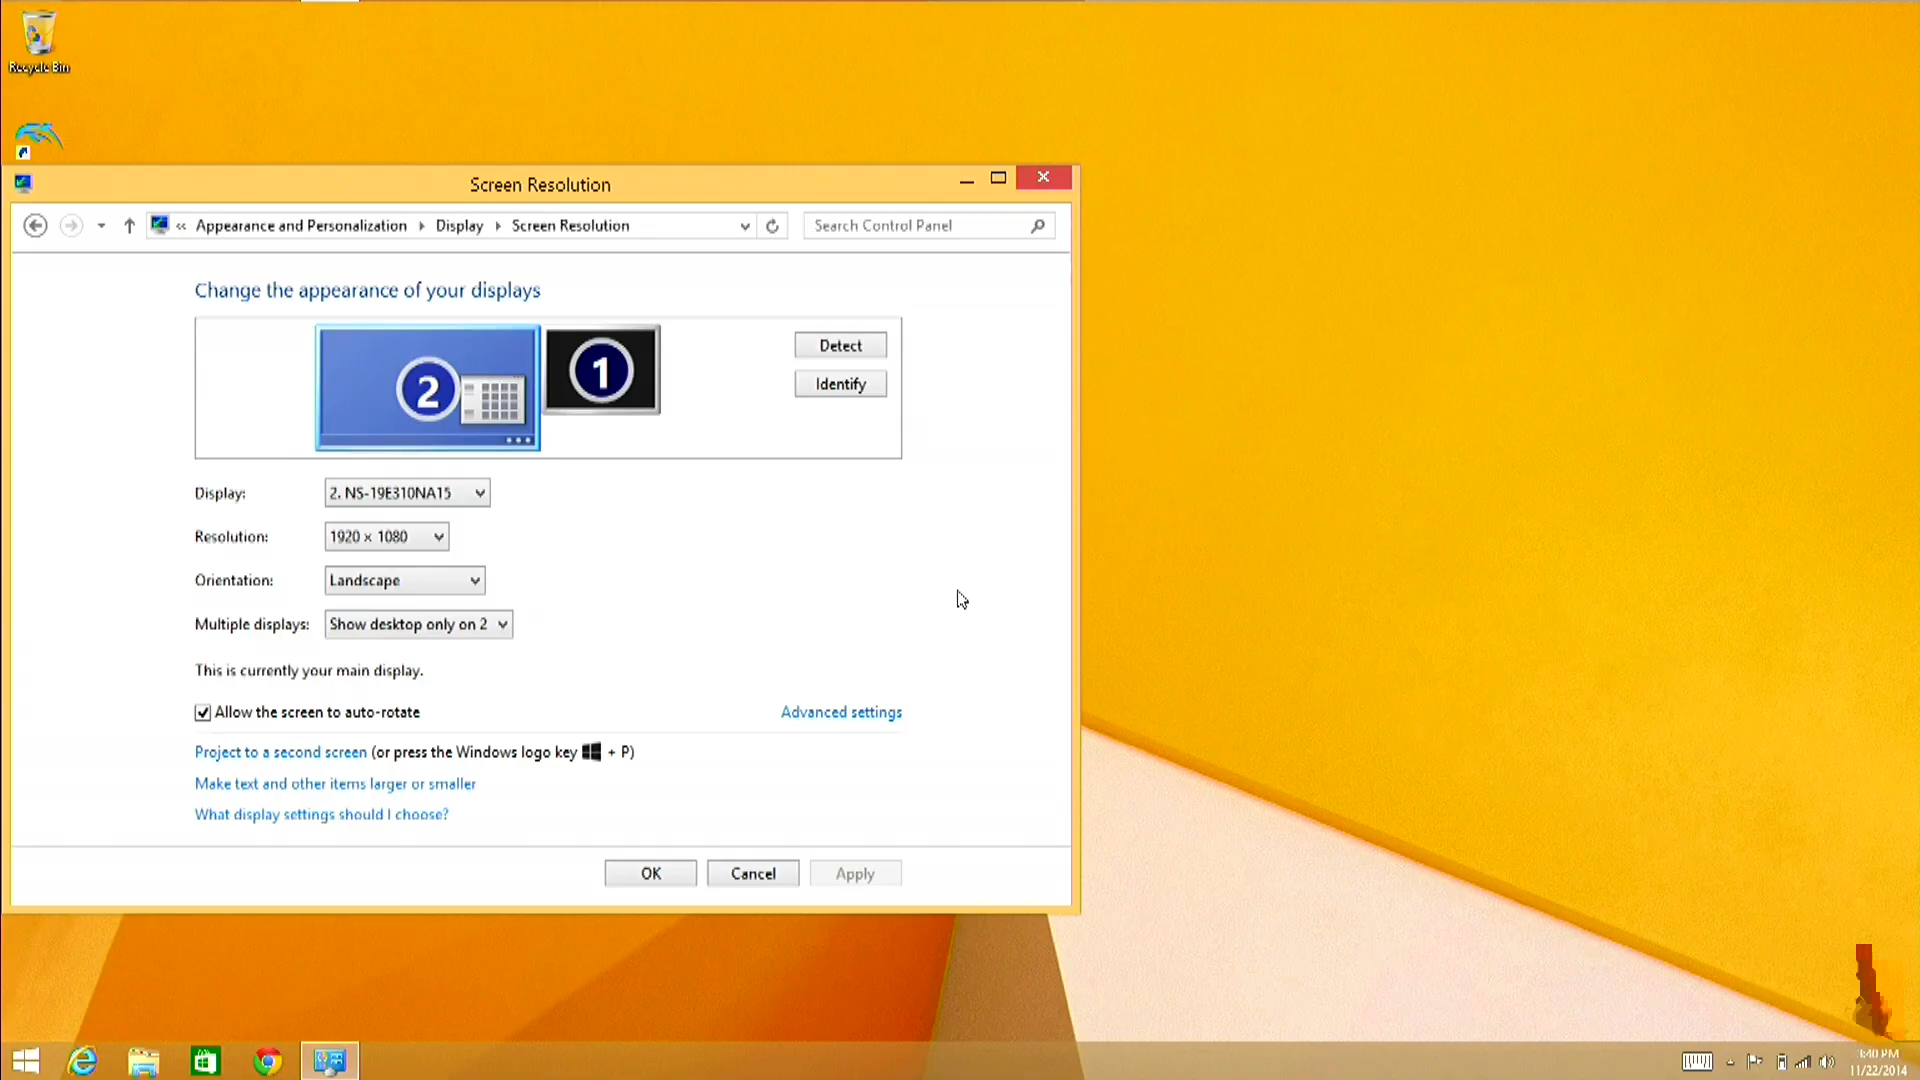 Recycle Bin
Screen Resolution
« Appearance and Personalization Display Screen Resolution
Search Control Panel
Change the appearance of your displays
2
1
Detect
Identify
Display: 2. NS-19E310NA15
Resolution: 1920 × 1080
Orientation: Landscape
Multiple displays: Show desktop only on 2
This is currently your main display.
Allow the screen to auto-rotate
Advanced settings
Project to a second screen (or press the Windows logo key + P)
Make text and other items larger or smaller
What display settings should I choose?
OK
Cancel
Apply
3:40 PM
11/22/2014